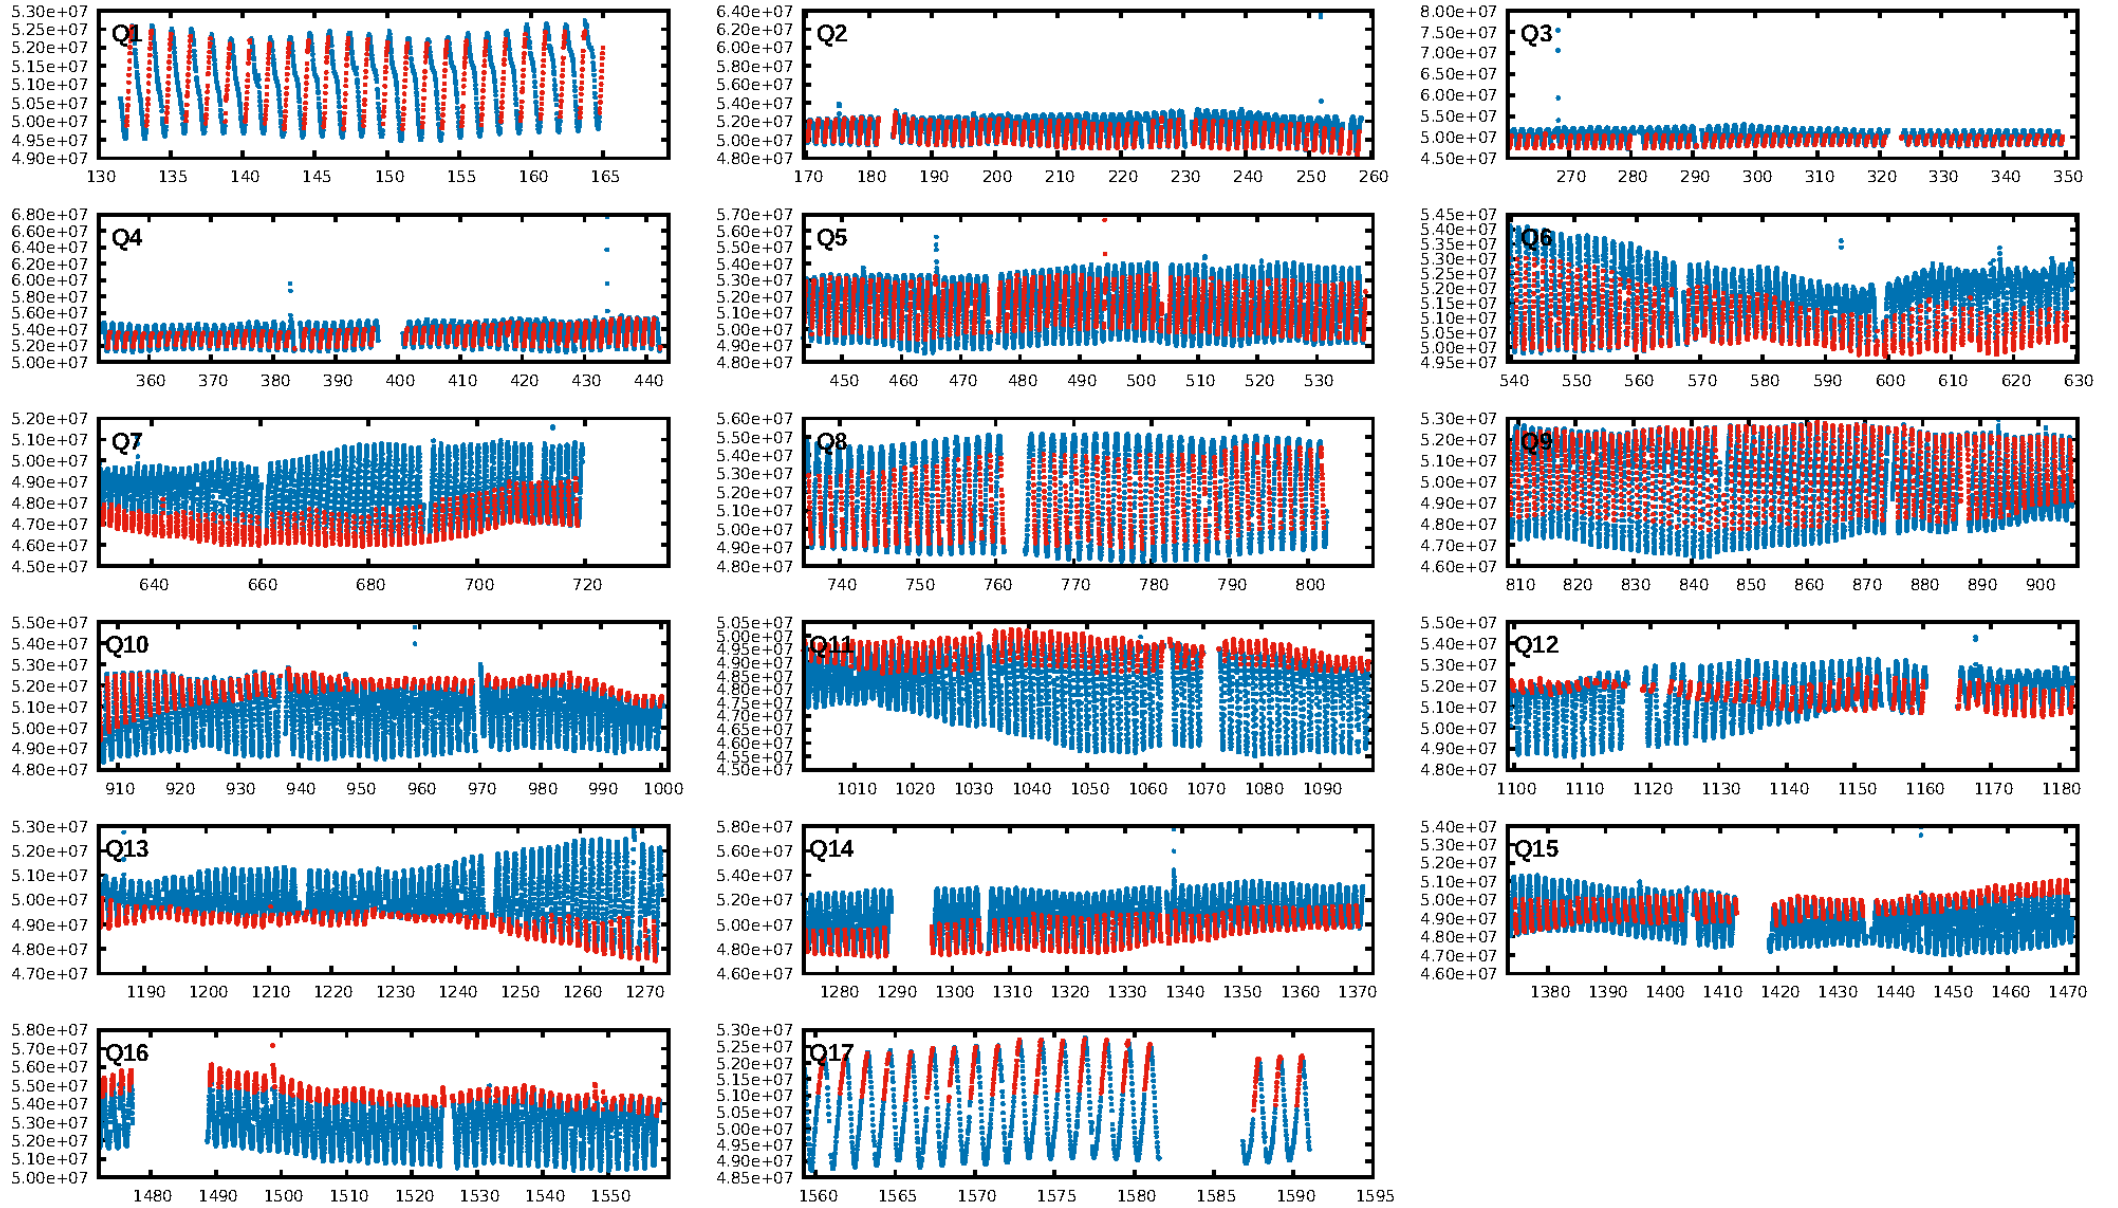 5.30e+07
5.25e+07
5.20e+07
5.15e+07
5.10e+07
5.05e+07
5.00e+07
4.95e+07
4.90e+07
Q1
130 135 140 145 150 155 160 165
6.40e+07
6.20e+07
6.00e+07
5.80e+07
5.60e+07
5.40e+07
5.20e+07
5.00e+07
4.80e+07
Q2
170 180 190 200 210 220 230 240 250 260
8.00e+07
7.50e+07
7.00e+07
6.50e+07
6.00e+07
5.50e+07
5.00e+07
4.50e+07
Q3
270 280 290 300 310 320 330 340 350
6.80e+07
6.60e+07
6.40e+07
6.20e+07
6.00e+07
5.80e+07
5.60e+07
5.40e+07
5.20e+07
5.00e+07
Q4
360 370 380 390 400 410 420 430 440
5.70e+07
5.60e+07
5.50e+07
5.40e+07
5.30e+07
5.20e+07
5.10e+07
5.00e+07
4.90e+07
4.80e+07
Q5
450 460 470 480 490 500 510 520 530
5.45e+07
5.40e+07
5.35e+07
5.30e+07
5.25e+07
5.20e+07
5.15e+07
5.10e+07
5.05e+07
5.00e+07
4.95e+07
Q6
540 550 560 570 580 590 600 610 620 630
5.20e+07
5.10e+07
5.00e+07
4.90e+07
4.80e+07
4.70e+07
4.60e+07
4.50e+07
Q7
640 660 680 700 720
5.60e+07
5.50e+07
5.40e+07
5.30e+07
5.20e+07
5.10e+07
5.00e+07
4.90e+07
4.80e+07
Q8
740 750 760 770 780 790 800
5.30e+07
5.20e+07
5.10e+07
5.00e+07
4.90e+07
4.80e+07
4.70e+07
4.60e+07
Q9
810 820 830 840 850 860 870 880 890 900
5.50e+07
5.40e+07
5.30e+07
5.20e+07
5.10e+07
5.00e+07
4.90e+07
4.80e+07
Q10
910 920 930 940 950 960 970 980 990 1000
5.05e+07
5.00e+07
4.95e+07
4.90e+07
4.85e+07
4.80e+07
4.75e+07
4.70e+07
4.65e+07
4.60e+07
4.55e+07
4.50e+07
Q11
1010 1020 1030 1040 1050 1060 1070 1080 1090
5.50e+07
5.40e+07
5.30e+07
5.20e+07
5.10e+07
5.00e+07
4.90e+07
4.80e+07
Q12
1100 1110 1120 1130 1140 1150 1160 1170 1180
5.30e+07
5.20e+07
5.10e+07
5.00e+07
4.90e+07
4.80e+07
4.70e+07
Q13
1190 1200 1210 1220 1230 1240 1250 1260 1270
5.80e+07
5.60e+07
5.40e+07
5.20e+07
5.00e+07
4.80e+07
4.60e+07
Q14
1280 1290 1300 1310 1320 1330 1340 1350 1360 1370
5.40e+07
5.30e+07
5.20e+07
5.10e+07
5.00e+07
4.90e+07
4.80e+07
4.70e+07
4.60e+07
Q15
1380 1390 1400 1410 1420 1430 1440 1450 1460 1470
5.80e+07
5.70e+07
5.60e+07
5.50e+07
5.40e+07
5.30e+07
5.20e+07
5.10e+07
5.00e+07
Q16
1480 1490 1500 1510 1520 1530 1540 1550
5.30e+07
5.25e+07
5.20e+07
5.15e+07
5.10e+07
5.05e+07
5.00e+07
4.95e+07
4.90e+07
4.85e+07
Q17
1560 1565 1570 1575 1580 1585 1590 1595